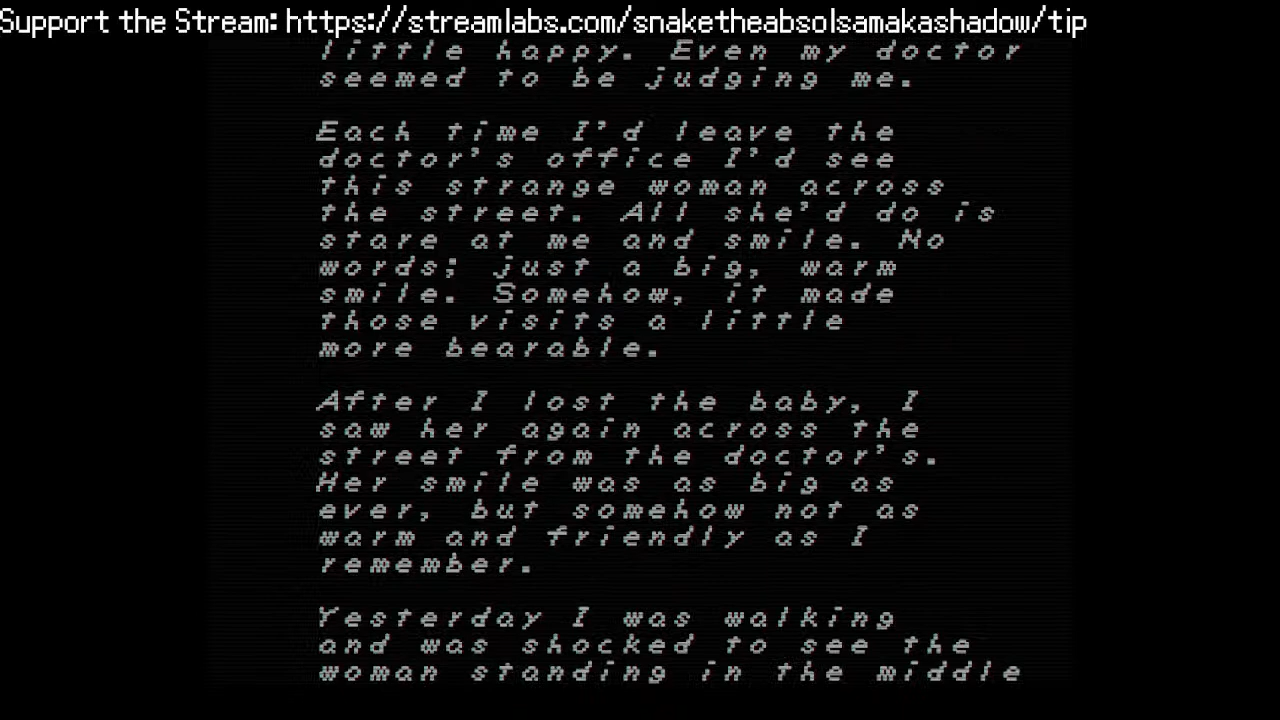 Support the Stream: https://streamlabs.com/snaketheabsolsamakashadow/tip
little happy. Even my doctor
seemed to be judging me.
Each time I'd leave the
doctor's office I'd see
this strange woman across
the street. All she'd do is
stare at me and smile. No
words; just a big, warm
smile. Somehow, it made
those visits a little
more bearable.
After I lost the baby, I
saw her again across the
street from the doctor's.
Her smile was as big as
ever, but somehow not as
warm and friendly as I
remember.
Yesterday I was walking
and was shocked to see the
woman standing in the middle